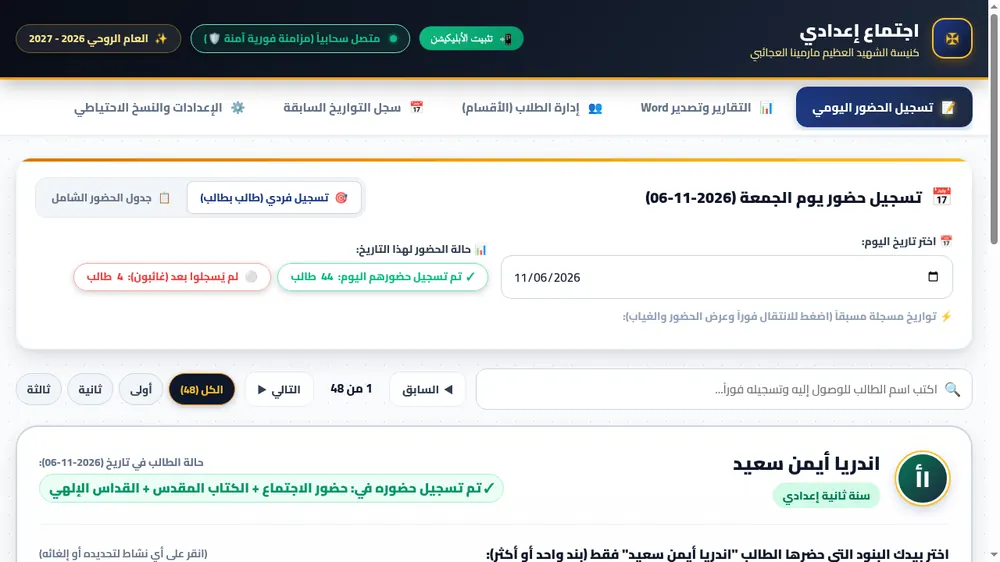 اجتماع إعدادي
كنيسة الشهيد العظيم مارمينا العجائبي
📲 تثبيت الأبليكيشن
متصل سحابياً (مزامنة فورية آمنة 🛡️)
✨ العام الروحي 2026 - 2027
📝 تسجيل الحضور اليومي
📊 التقارير وتصدير Word
👥 إدارة الطلاب (الأقسام)
📅 سجل التواريخ السابقة
⚙️ الإعدادات والنسخ الاحتياطي
📅 تسجيل حضور يوم الجمعة (2026-11-06)
🎯 تسجيل فردي (طالب بطالب)
📋 جدول الحضور الشامل
📅 اختر تاريخ اليوم:
11/06/2026
📊 حالة الحضور لهذا التاريخ:
✓ تم تسجيل حضورهم اليوم: 44 طالب
⚪ لم يُسجلوا بعد (غائبون): 4 طالب
⚡ تواريخ مسجلة مسبقاً (اضغط للانتقال فوراً وعرض الحضور والغياب):
🔍 اكتب اسم الطالب للوصول إليه وتسجيله فوراً...
◀ السابق
1 من 48
التالي ▶
الكل (48)
أولى
ثانية
ثالثة
اأ
اندريا أيمن سعيد
سنة ثانية إعدادي
حالة الطالب في تاريخ (2026-11-06):
✓ تم تسجيل حضوره في: حضور الاجتماع + الكتاب المقدس + القداس الإلهي
اختر بيدك البنود التي حضرها الطالب "اندريا أيمن سعيد" فقط (بند واحد أو أكثر):
(انقر على أي نشاط لتحديده أو إلغائه)